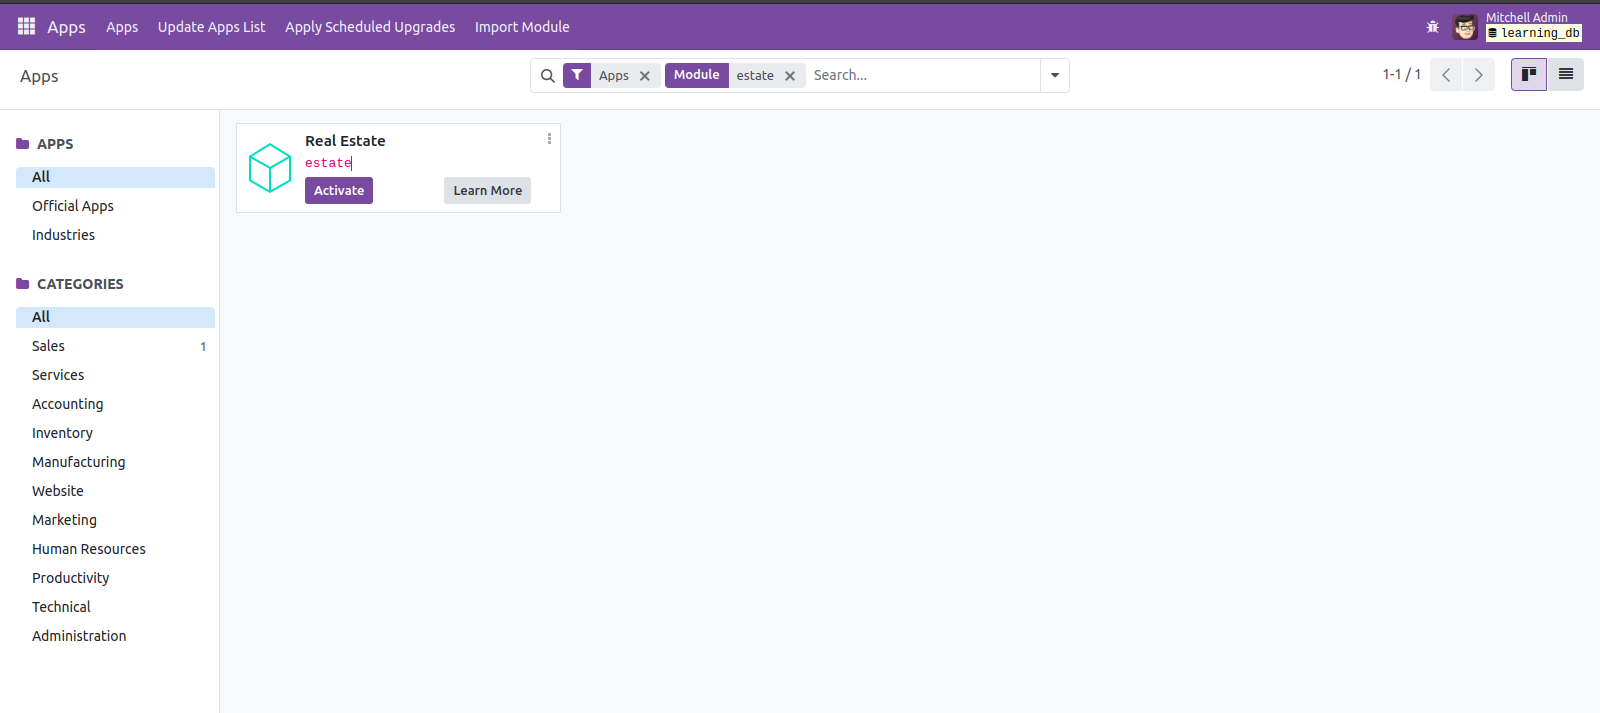 Apps Apps Update Apps List Apply Scheduled Upgrades Import Module Mitchell Admin
learning_db
Apps Apps Module estate Search... 1-1 / 1
APPS
All
Official Apps
Industries
CATEGORIES
All
Sales 1
Services
Accounting
Inventory
Manufacturing
Website
Marketing
Human Resources
Productivity
Technical
Administration
Real Estate
estate
Activate Learn More